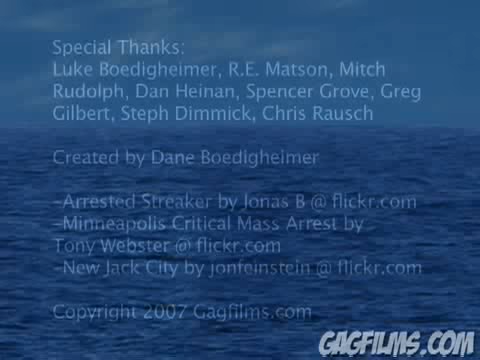 Special Thanks:
Luke Boedigheimer, R.E. Matson, Mitch
Rudolph, Dan Heinan, Spencer Grove, Greg
Gilbert, Steph Dimmick, Chris Rausch
Created by Dane Boedigheimer
-Arrested Streaker by Jonas B @ flickr.com
-Minneapolis Critical Mass Arrest by
Tony Webster @ flickr.com
-New Jack City by jonfeinstein @ flickr.com
Copyright 2007 Gagfilms.com
GAGFILMS.COM